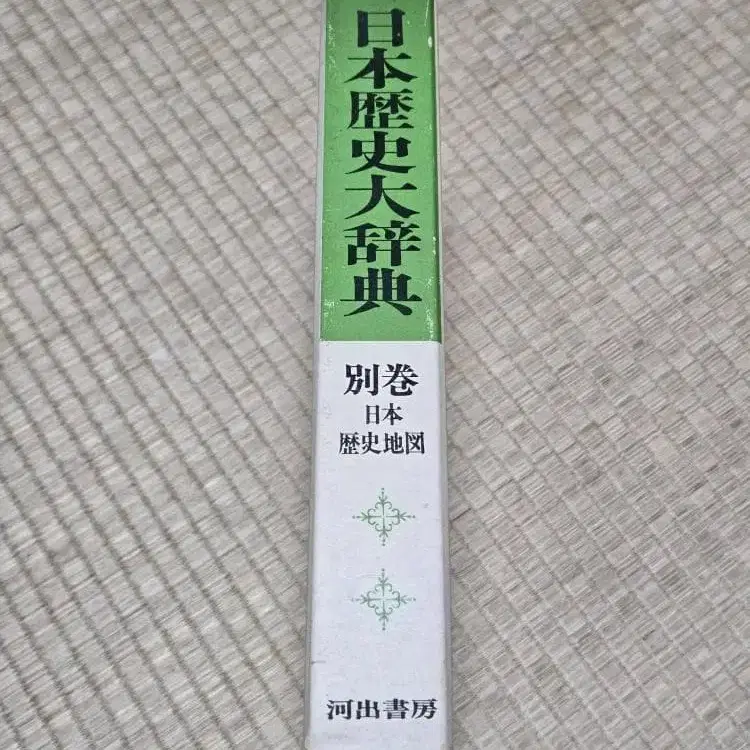 日本歴史大辞典
別巻
日本
歴史地図
河出書房